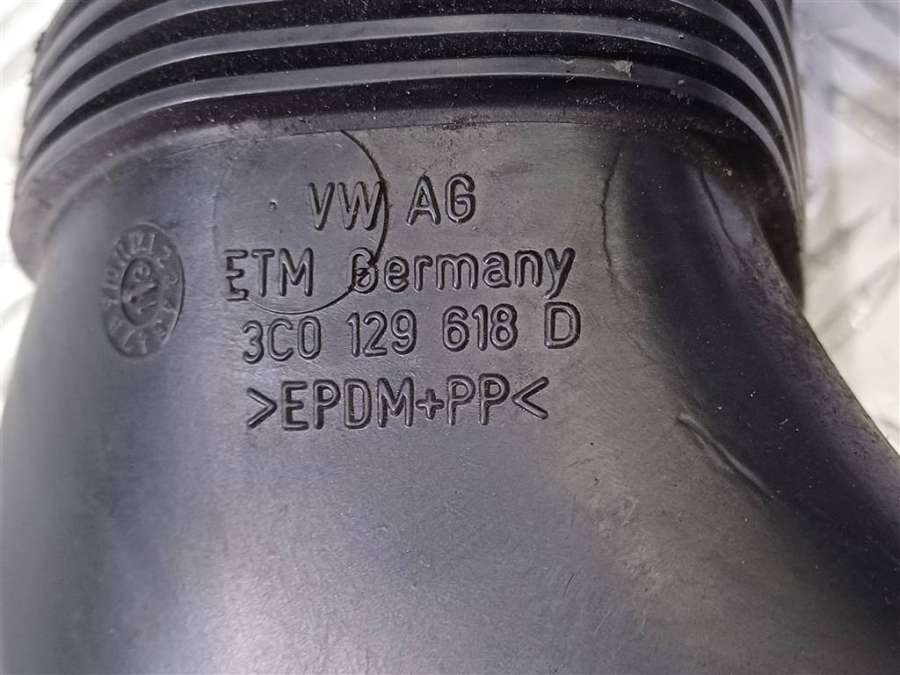 VW AG
ETM Germany
3C0 129 618 D
>EPDM+PP<